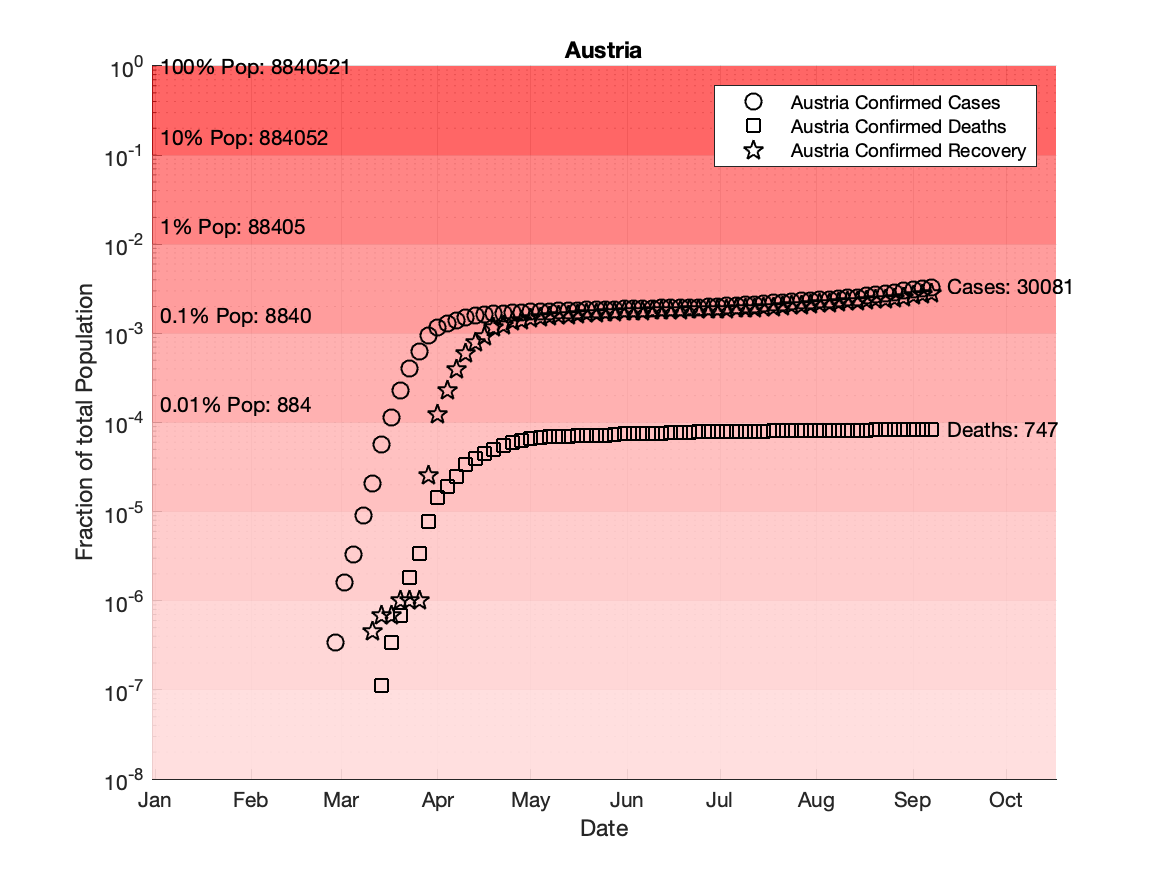 Austria
10^0
100% Pop: 8840521
Austria Confirmed Cases
Austria Confirmed Deaths
Austria Confirmed Recovery
10% Pop: 884052
10^-1
1% Pop: 88405
10^-2
Cases: 30081
0.1% Pop: 8840
10^-3
0.01% Pop: 884
10^-4
Deaths: 747
10^-5
10^-6
10^-7
10^-8
Fraction of total Population
Jan Feb Mar Apr May Jun Jul Aug Sep Oct
Date